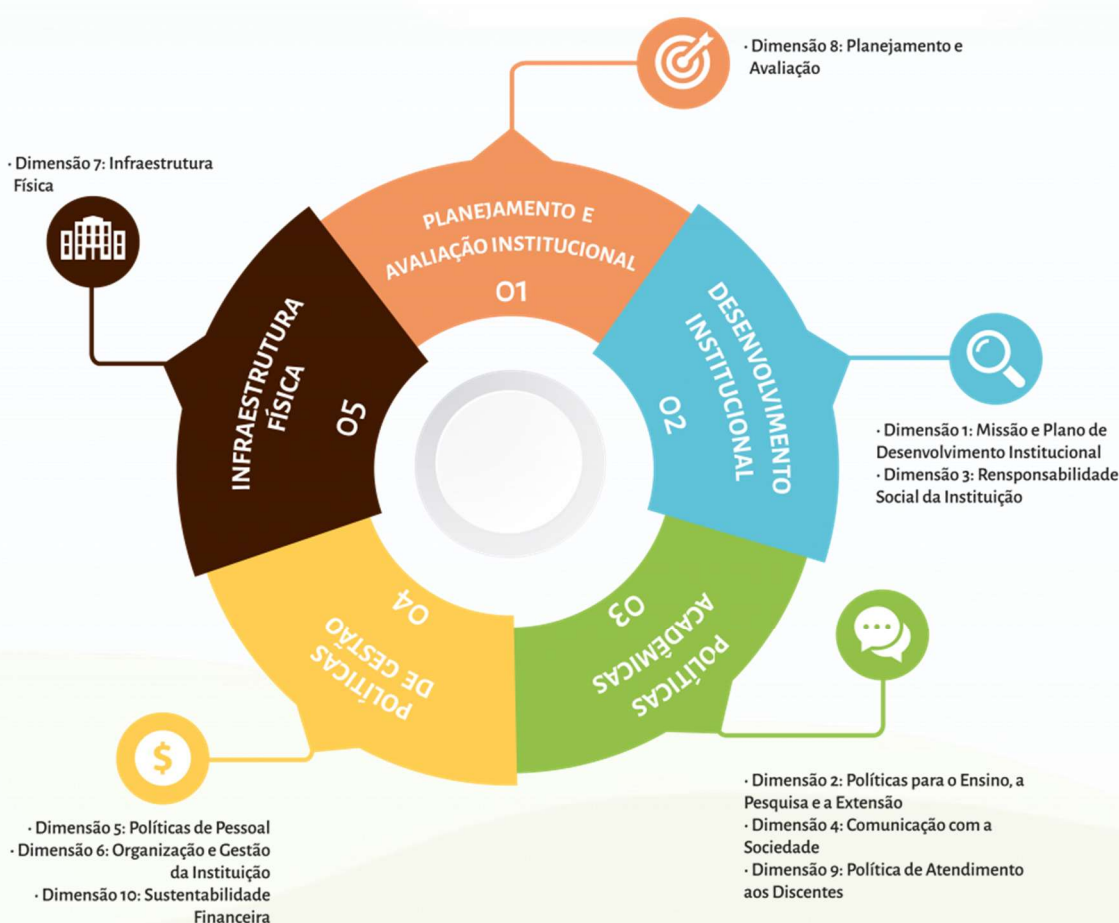 · Dimensão 8: Planejamento e
Avaliação
· Dimensão 7: Infraestrutura
Física
PLANEJAMENTO E
AVALIAÇÃO INSTITUCIONAL
01
DESENVOLVIMENTO
INSTITUCIONAL
02
· Dimensão 1: Missão e Plano de
Desenvolvimento Institucional
· Dimensão 3: Rensponsabilidade
Social da Instituição
POLÍTICAS
ACADÊMICAS
03
· Dimensão 2: Políticas para o Ensino, a
Pesquisa e a Extensão
· Dimensão 4: Comunicação com a
Sociedade
· Dimensão 9: Política de Atendimento
aos Discentes
POLÍTICAS
DE GESTÃO
04
$
· Dimensão 5: Políticas de Pessoal
· Dimensão 6: Organização e Gestão
da Instituição
· Dimensão 10: Sustentabilidade
Financeira
INFRAESTRUTURA
FÍSICA
05